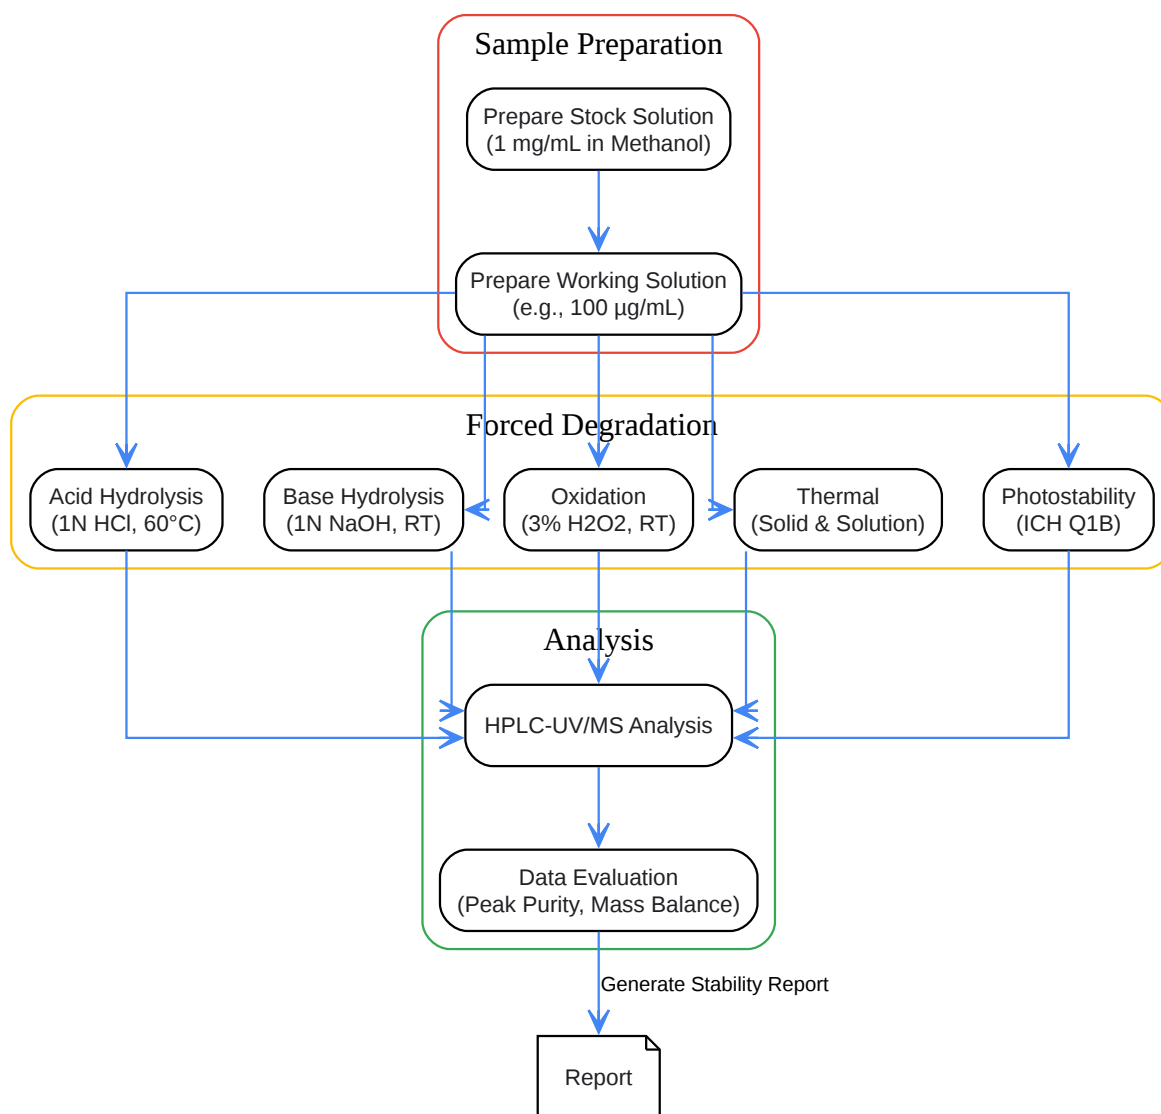 Sample Preparation
Prepare Stock Solution
(1 mg/mL in Methanol)
Prepare Working Solution
(e.g., 100 µg/mL)
Forced Degradation
Acid Hydrolysis
(1N HCl, 60°C)
Base Hydrolysis
(1N NaOH, RT)
Oxidation
(3% H2O2, RT)
Thermal
(Solid & Solution)
Photostability
(ICH Q1B)
Analysis
HPLC-UV/MS Analysis
Data Evaluation
(Peak Purity, Mass Balance)
Generate Stability Report
Report